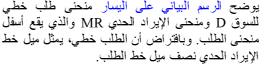 يوضح الرسم البياني على اليسار منحنى طلب خطي
للسوق D ومنحنى الإيراد الحدي MR والذي يقع أسفل
منحنى الطلب. وبافتراض أن الطلب خطي، يمثل ميل خط
الإيراد الحدي نصف ميل خط الطلب.